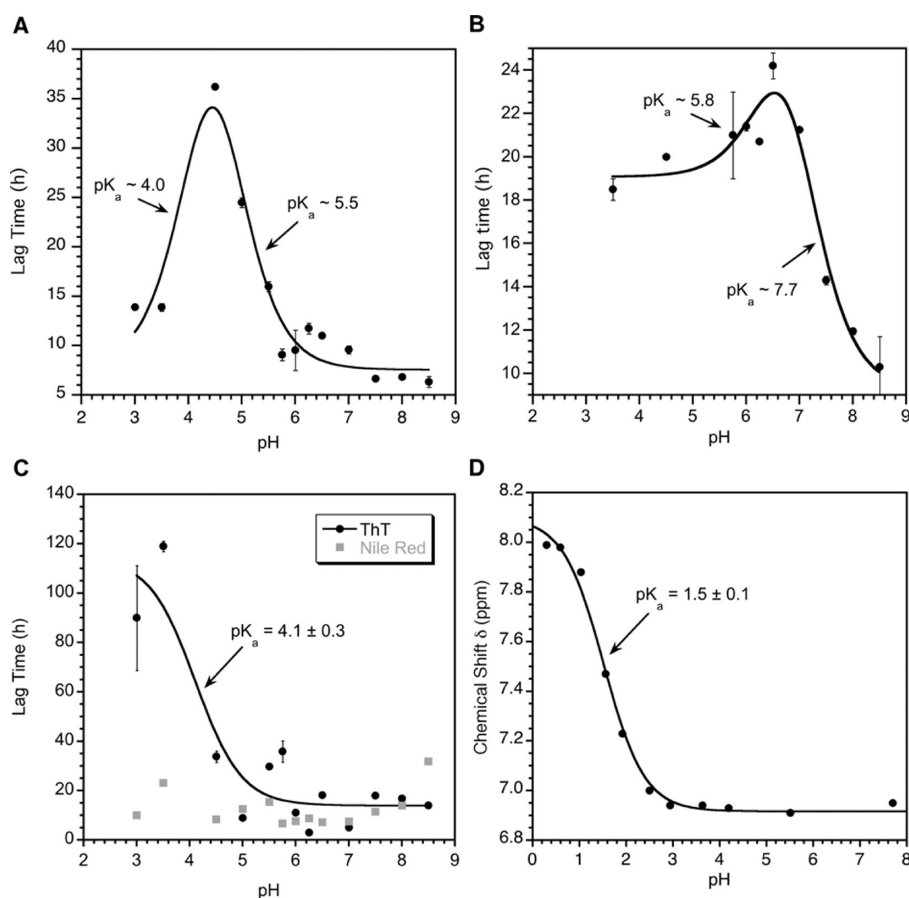 A
Lag Time (h)
40
35
30
25
20
15
10
5
pKa ~ 4.0
pKa ~ 5.5
2 3 4 5 6 7 8 9
pH
B
Lag time (h)
24
22
20
18
16
14
12
10
pKa ~ 5.8
pKa ~ 7.7
2 3 4 5 6 7 8 9
pH
C
Lag Time (h)
140
120
100
80
60
40
20
0
ThT
Nile Red
pKa = 4.1 ± 0.3
2 3 4 5 6 7 8 9
pH
D
Chemical Shift δ (ppm)
8.2
8.0
7.8
7.6
7.4
7.2
7.0
6.8
pKa = 1.5 ± 0.1
0 1 2 3 4 5 6 7 8
pH